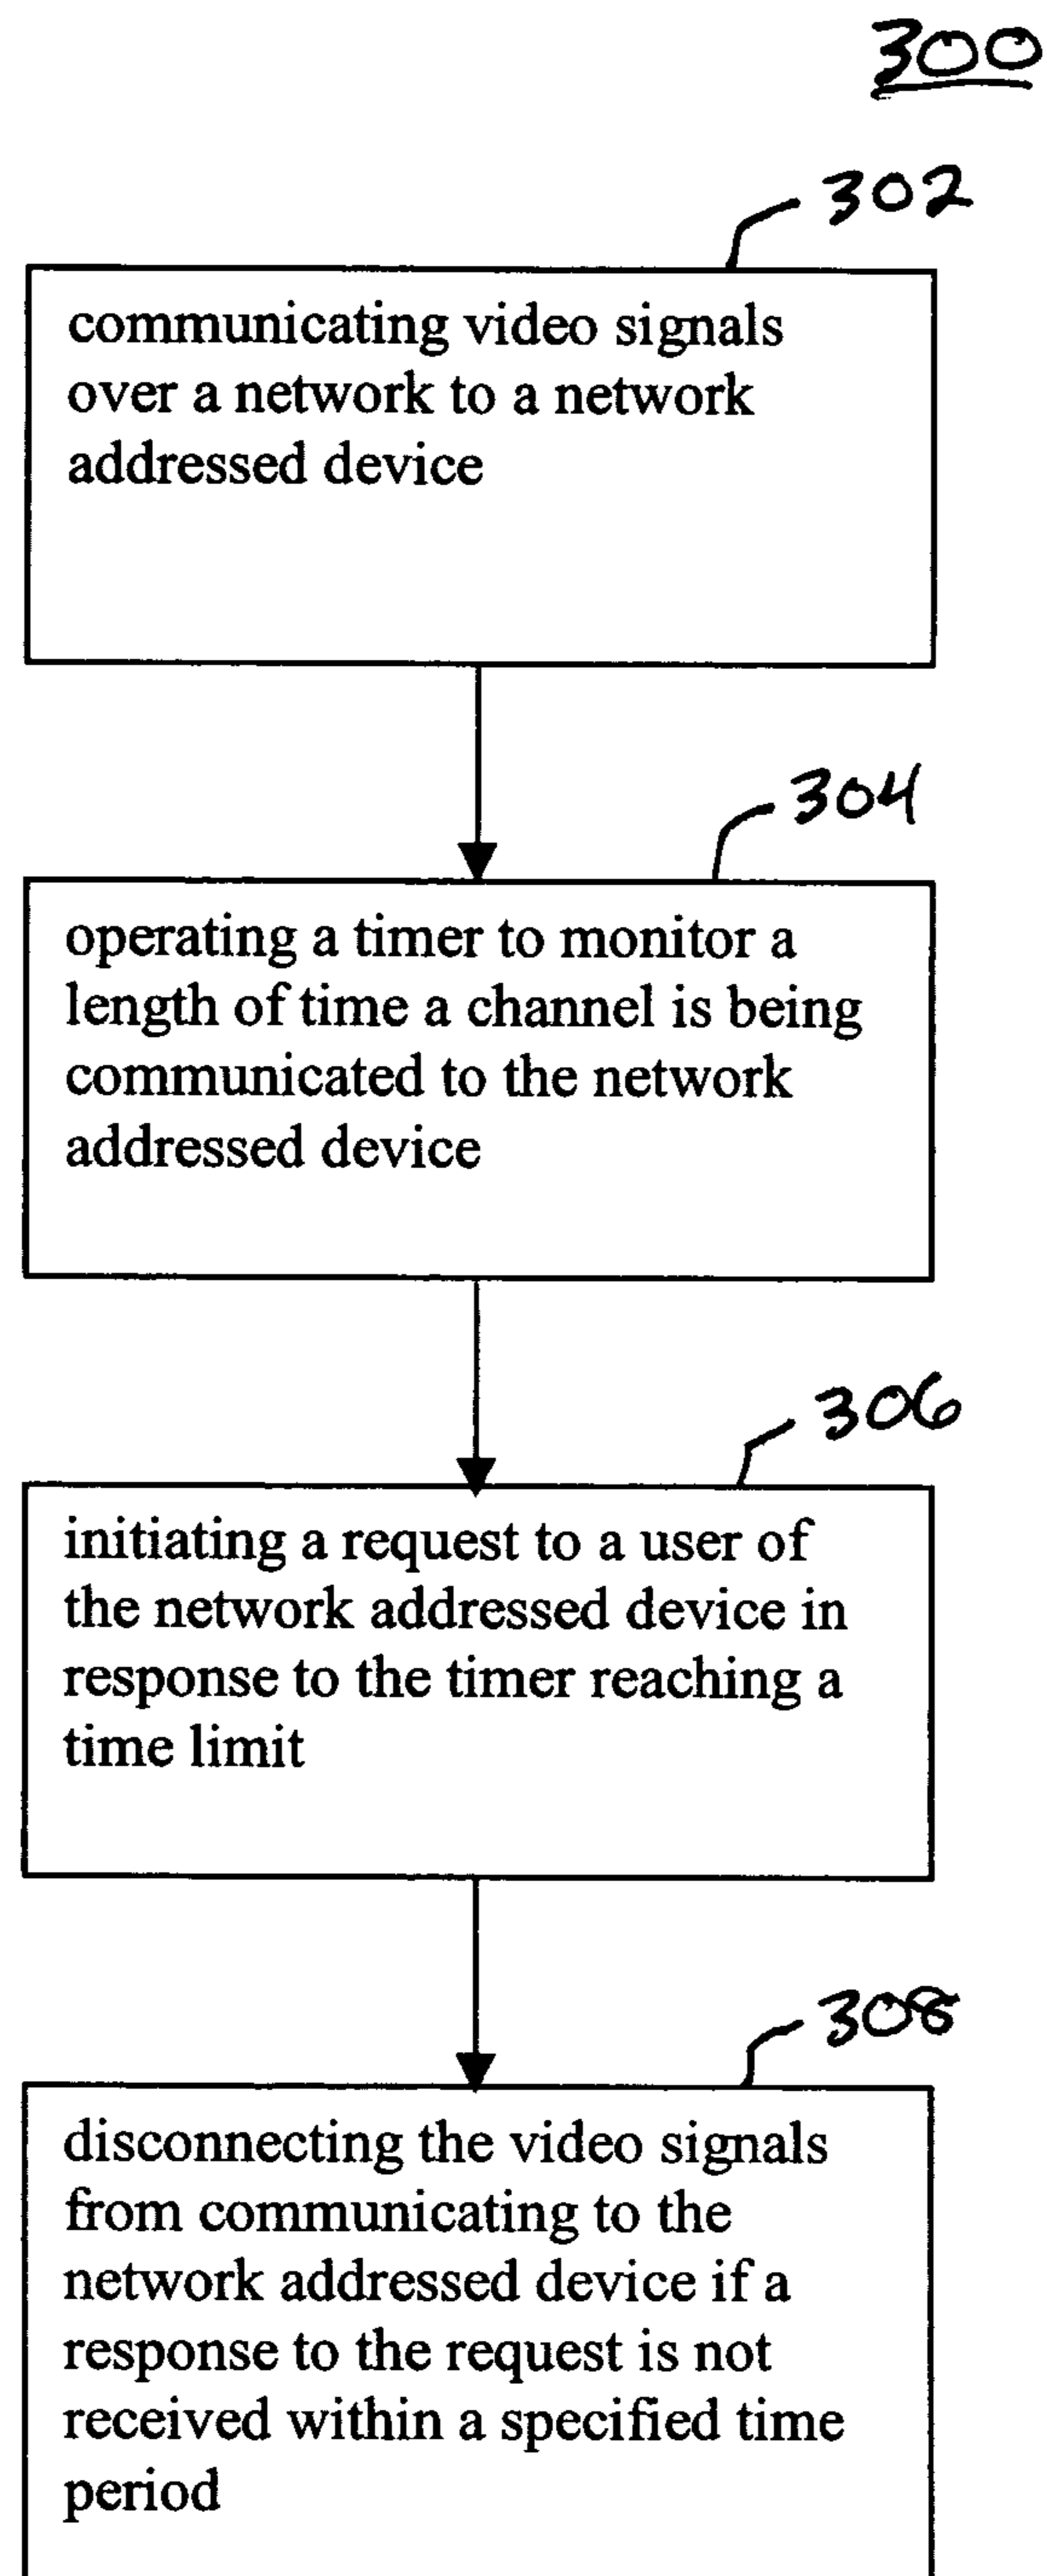 300
302
communicating video signals
over a network to a network
addressed device
304
operating a timer to monitor a
length of time a channel is being
communicated to the network
addressed device
306
initiating a request to a user of
the network addressed device in
response to the timer reaching a
time limit
308
disconnecting the video signals
from communicating to the
network addressed device if a
response to the request is not
received within a specified time
period